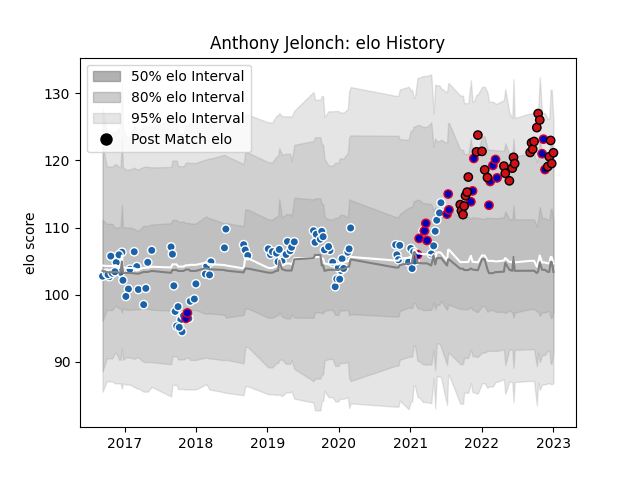 Anthony Jelonch: elo History
50% elo Interval
80% elo Interval
95% elo Interval
Post Match elo
elo score
130
120
110
100
90
2017 2018 2019 2020 2021 2022 2023